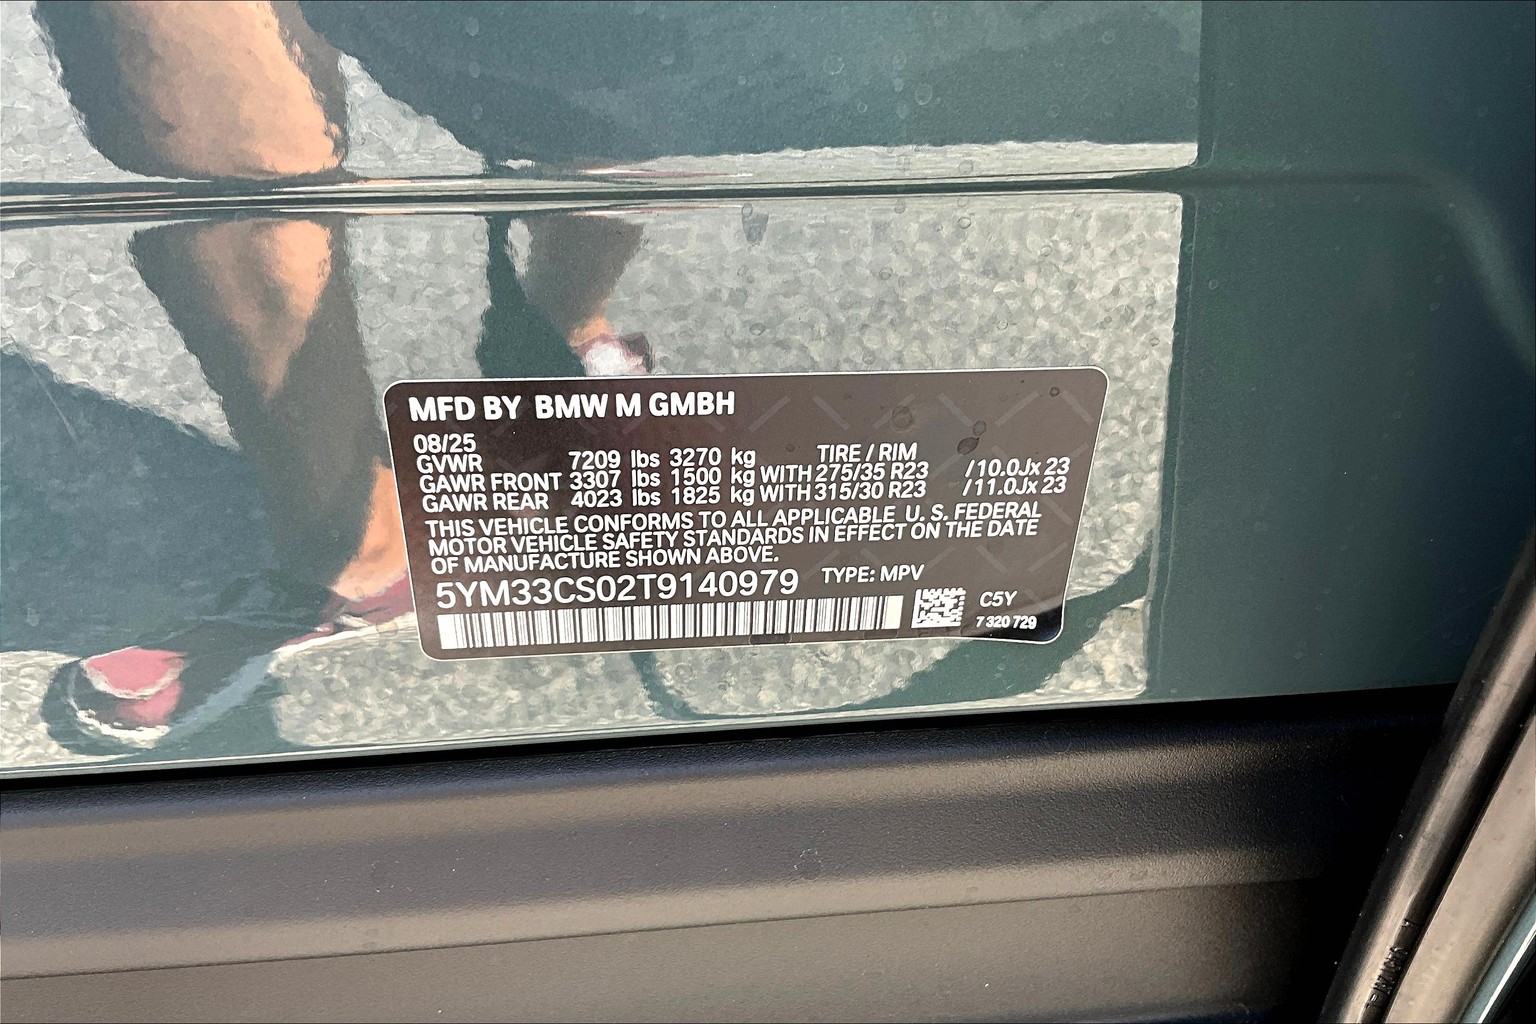 MFD BY BMW M GMBH
08/25
GVWR 7209 lbs 3270 kg TIRE / RIM
GAWR FRONT 3307 lbs 1500 kg WITH 275/35 R23 /10.0Jx 23
GAWR REAR 4023 lbs 1825 kg WITH 315/30 R23 /11.0Jx 23
THIS VEHICLE CONFORMS TO ALL APPLICABLE U. S. FEDERAL
MOTOR VEHICLE SAFETY STANDARDS IN EFFECT ON THE DATE
OF MANUFACTURE SHOWN ABOVE.
5YM33CS02T9140979 TYPE: MPV
C5Y
7 320 729